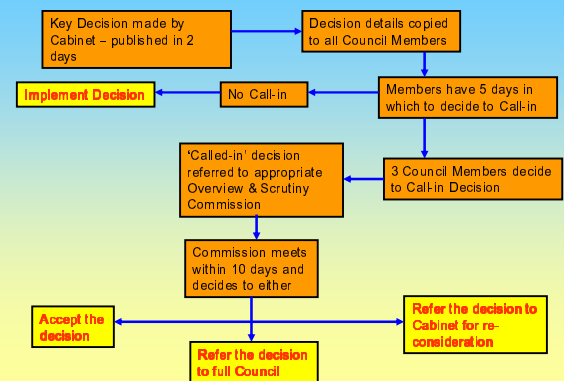 Key Decision made by
Cabinet – published in 2
days
Decision details copied
to all Council Members
Implement Decision
No Call-in
Members have 5 days in
which to decide to Call-in
'Called-in' decision
referred to appropriate
Overview & Scrutiny
Commission
3 Council Members decide
to Call-in Decision
Commission meets
within 10 days and
decides to either
Accept the
decision
Refer the decision
to full Council
Refer the decision to
Cabinet for re-
consideration